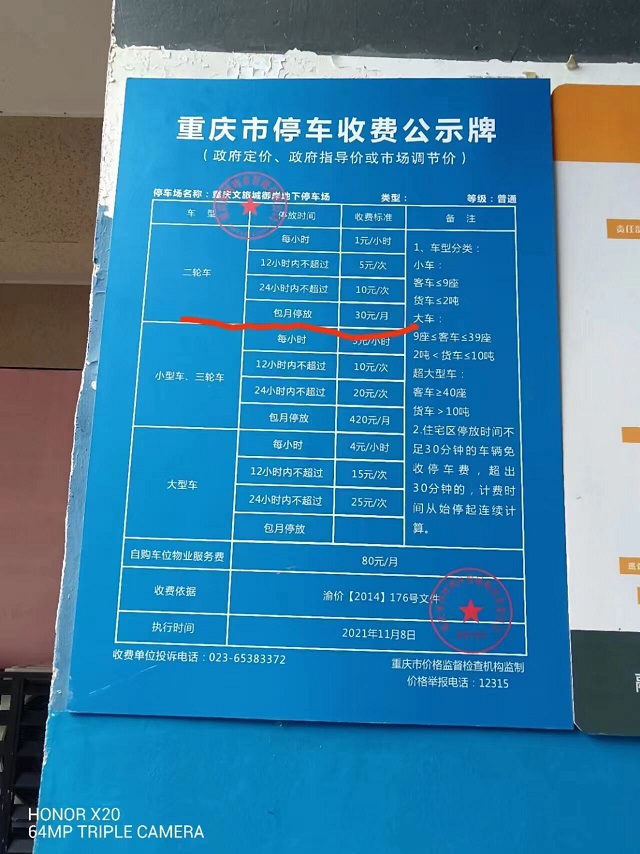 重庆市停车收费公示牌
（政府定价、政府指导价或市场调节价）
停车场名称：重庆文旅城御岸地下停车场 类型： 等级：普通
车 型 停放时间 收费标准 备 注
二轮车
每小时 1元/小时
12小时内不超过 5元/次
24小时内不超过 10元/次
包月停放 30元/月
小型车、三轮车
每小时 3元/小时
12小时内不超过 10元/次
24小时内不超过 20元/次
包月停放 420元/月
大型车
每小时 4元/小时
12小时内不超过 15元/次
24小时内不超过 25元/次
包月停放
1、车型分类：
小车：
客车≤9座
货车≤2吨
大车：
9座≤客车≤39座
2吨＜货车≤10吨
超大型车：
客车≥40座
货车＞10吨
2.住宅区停放时间不
足30分钟的车辆免
收停车费，超出
30分钟的，计费时
间从始停起连续计
算。
自购车位物业服务费 80元/月
收费依据 渝价【2014】176号文件
执行时间 2021年11月8日
收费单位投诉电话：023-65383372
重庆市价格监督检查机构监制
价格举报电话：12315
HONOR X20
64MP TRIPLE CAMERA